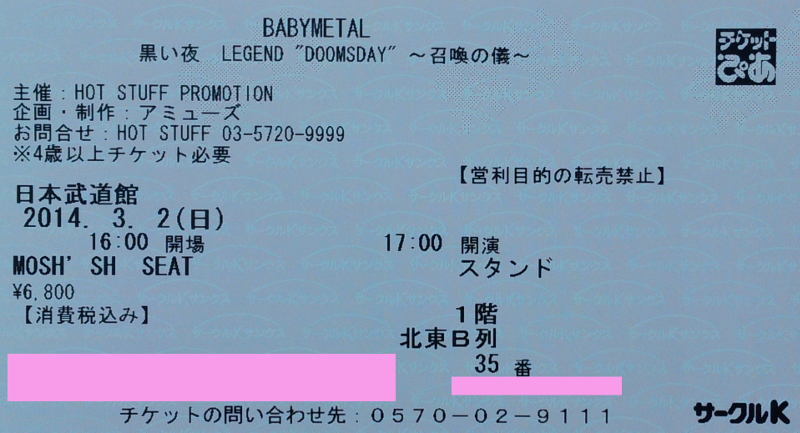 BABYMETAL
黒い夜 LEGEND "DOOMSDAY" ～召喚の儀～
チケット
ぴあ
主催：HOT STUFF PROMOTION
企画・制作：アミューズ
お問合せ：HOT STUFF 03-5720-9999
※4歳以上チケット必要
【営利目的の転売禁止】
日本武道館
2014. 3. 2(日)
16:00 開場 17:00 開演
MOSH' SH SEAT スタンド
¥6,800
【消費税込み】 1階
北東B列
35 番
チケットの問い合わせ先：0570-02-9111
サークルK